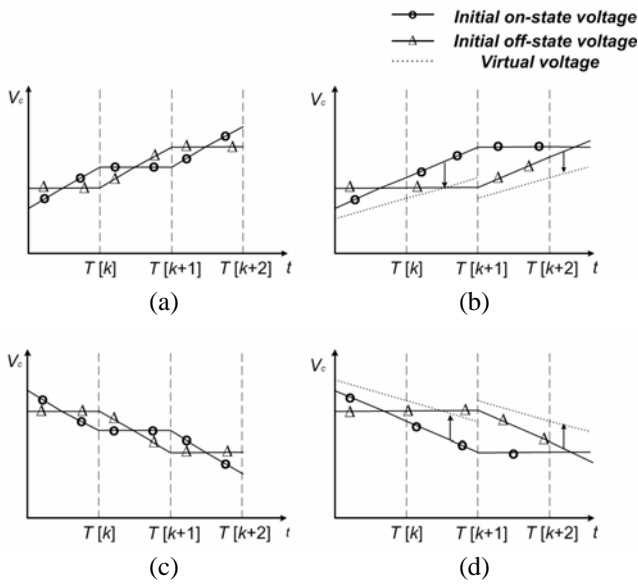 Initial on-state voltage
Initial off-state voltage
Virtual voltage
Vc
T [k] T [k+1] T [k+2] t
(a)
Vc
T [k] T [k+1] T [k+2] t
(b)
Vc
T [k] T [k+1] T [k+2] t
(c)
Vc
T [k] T [k+1] T [k+2] t
(d)